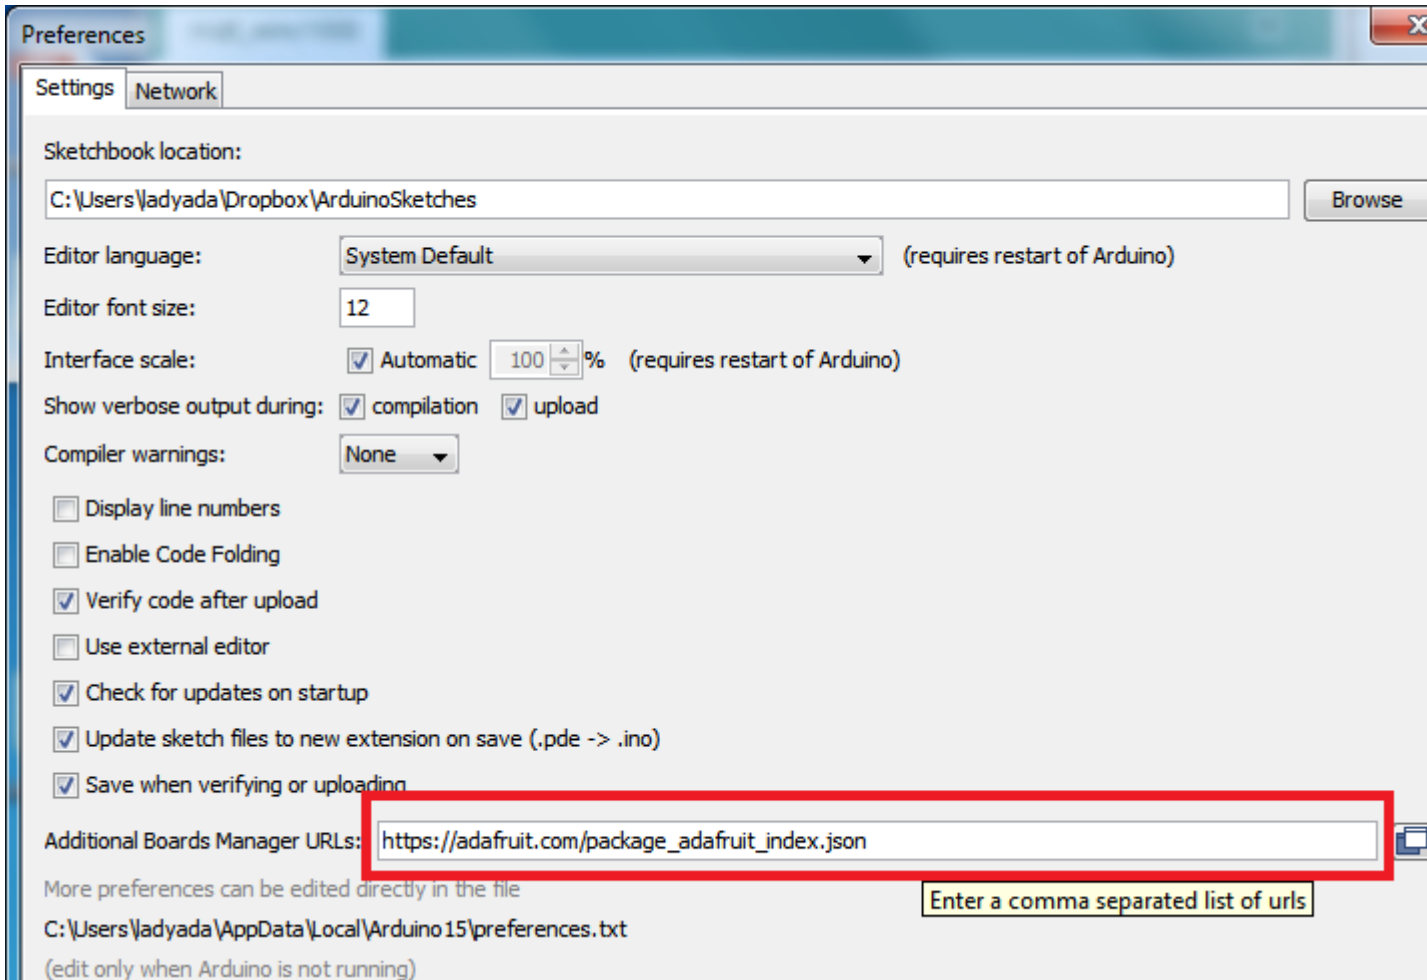 Preferences
Settings Network
Sketchbook location:
C:\Users\ladyada\Dropbox\ArduinoSketches Browse
Editor language: System Default (requires restart of Arduino)
Editor font size: 12
Interface scale: Automatic 100 % (requires restart of Arduino)
Show verbose output during: compilation upload
Compiler warnings: None
Display line numbers
Enable Code Folding
Verify code after upload
Use external editor
Check for updates on startup
Update sketch files to new extension on save (.pde -> .ino)
Save when verifying or uploading
Additional Boards Manager URLs: https://adafruit.com/package_adafruit_index.json
More preferences can be edited directly in the file
Enter a comma separated list of urls
C:\Users\ladyada\AppData\Local\Arduino15\preferences.txt
(edit only when Arduino is not running)